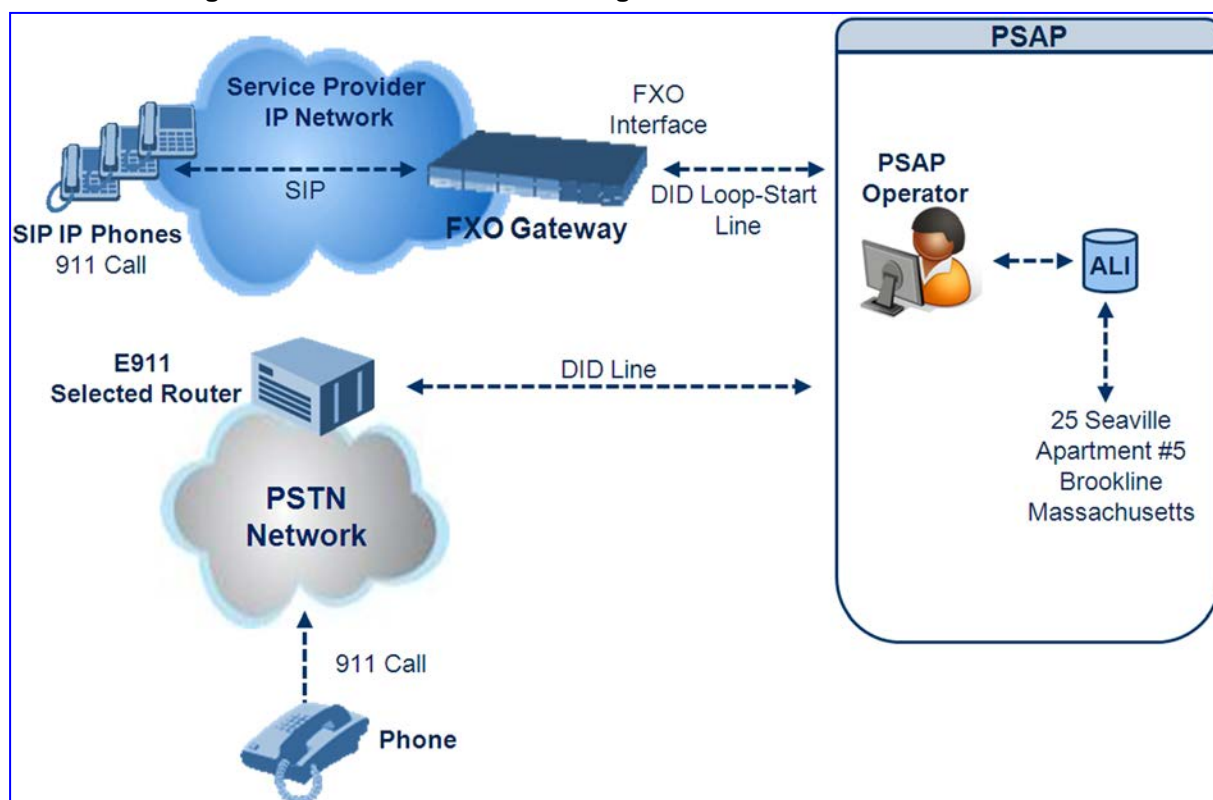 PSAP
Service Provider
IP Network
FXO
Interface
SIP
DID Loop-Start
Line
FXO Gateway
SIP IP Phones
911 Call
PSAP
Operator
ALI
E911
Selected Router
DID Line
25 Seaville
Apartment #5
Brookline
Massachusetts
PSTN
Network
911 Call
Phone